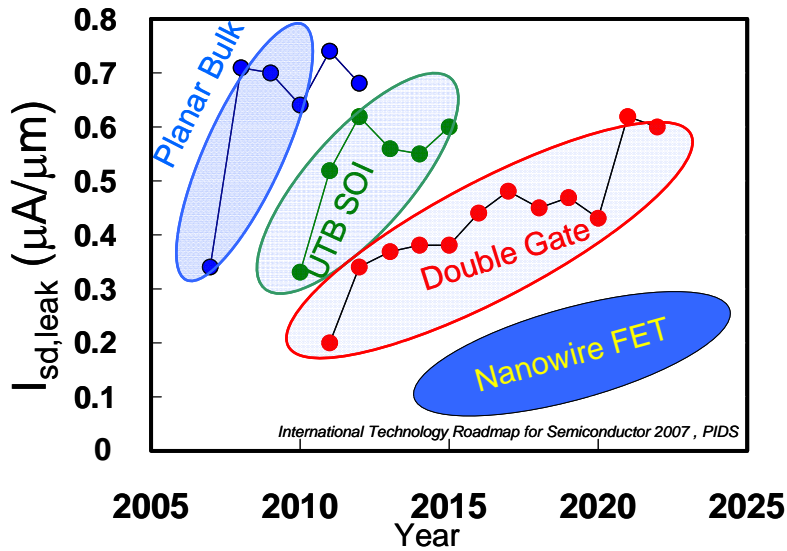 0.8
0.7
0.6
0.5
0.4
0.3
0.2
0.1
0
Isd,leak (μA/μm)
Planar Bulk
UTB SOI
Double Gate
Nanowire FET
International Technology Roadmap for Semiconductor 2007 , PIDS
2005 2010 2015 2020 2025
Year